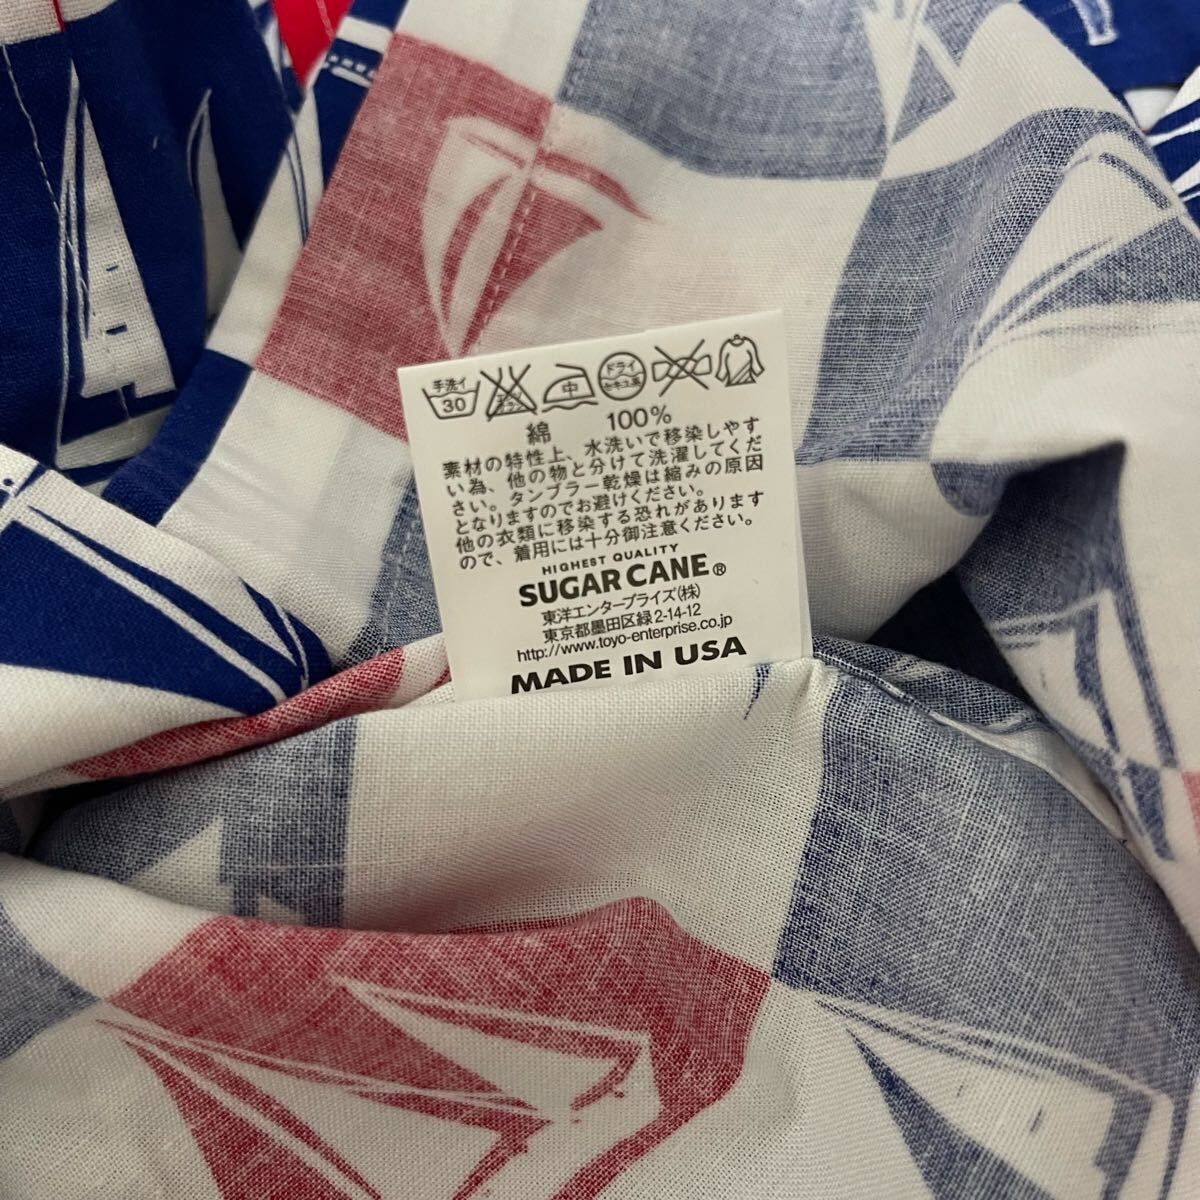 手洗イ 30 エンソサラシ 中 ドライ セキユ系
綿 100%
素材の特性上、水洗いで移染しやす
い為、他の物と分けて洗濯してくだ
さい。タンブラー乾燥は縮みの原因
となりますのでお避けください。
他の衣類に移染する恐れがあります
ので、着用には十分御注意ください。
HIGHEST QUALITY
SUGAR CANE®
東洋エンタープライズ(株)
東京都墨田区緑2-14-12
http://www.toyo-enterprise.co.jp
MADE IN USA